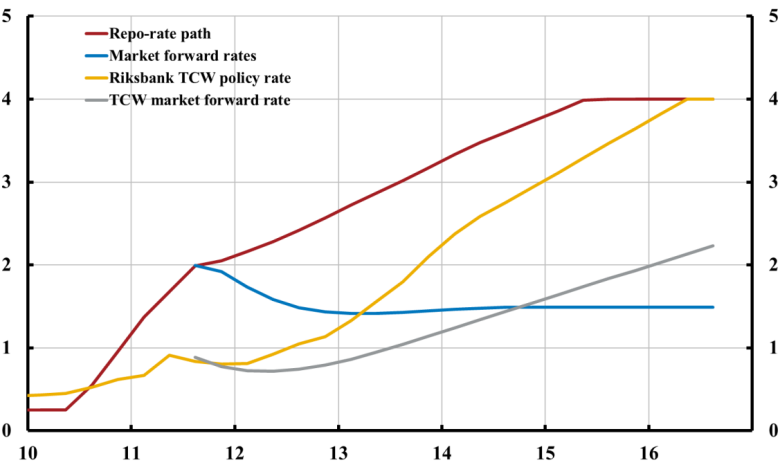 5 5
Repo-rate path
Market forward rates
Riksbank TCW policy rate
TCW market forward rate
4 4
3 3
2 2
1 1
0 0
10 11 12 13 14 15 16